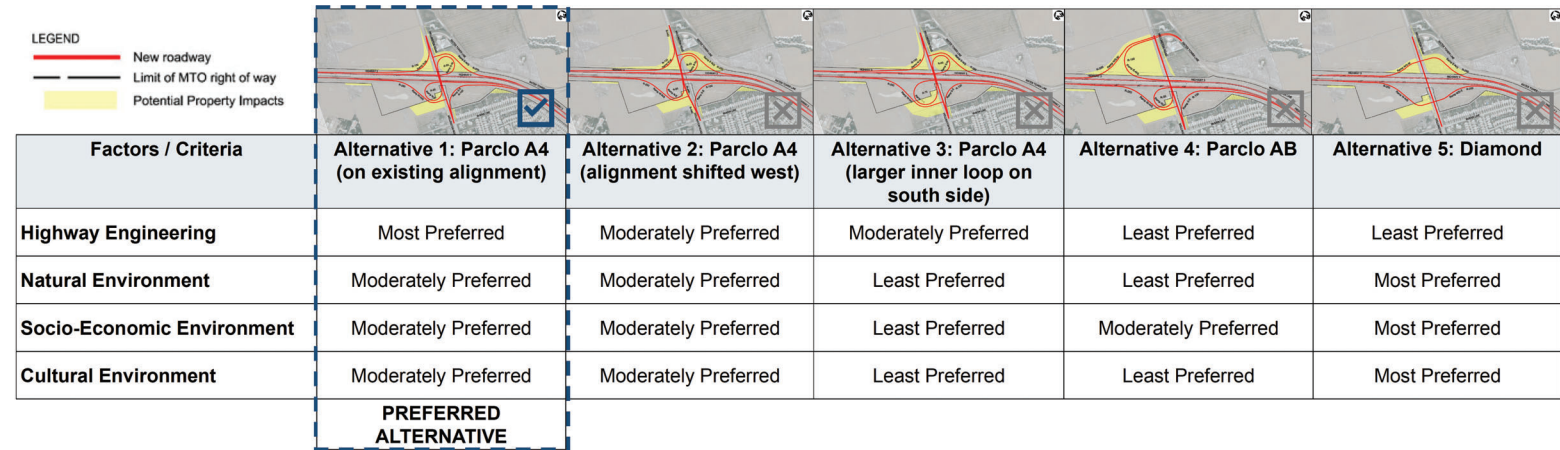 LEGEND
New roadway
Limit of MTO right of way
Potential Property Impacts
Factors / Criteria
Alternative 1: Parclo A4
(on existing alignment)
Alternative 2: Parclo A4
(alignment shifted west)
Alternative 3: Parclo A4
(larger inner loop on
south side)
Alternative 4: Parclo AB
Alternative 5: Diamond
Highway Engineering
Most Preferred
Moderately Preferred
Moderately Preferred
Least Preferred
Least Preferred
Natural Environment
Moderately Preferred
Moderately Preferred
Least Preferred
Least Preferred
Most Preferred
Socio-Economic Environment
Moderately Preferred
Moderately Preferred
Least Preferred
Moderately Preferred
Most Preferred
Cultural Environment
Moderately Preferred
Moderately Preferred
Least Preferred
Least Preferred
Most Preferred
PREFERRED
ALTERNATIVE